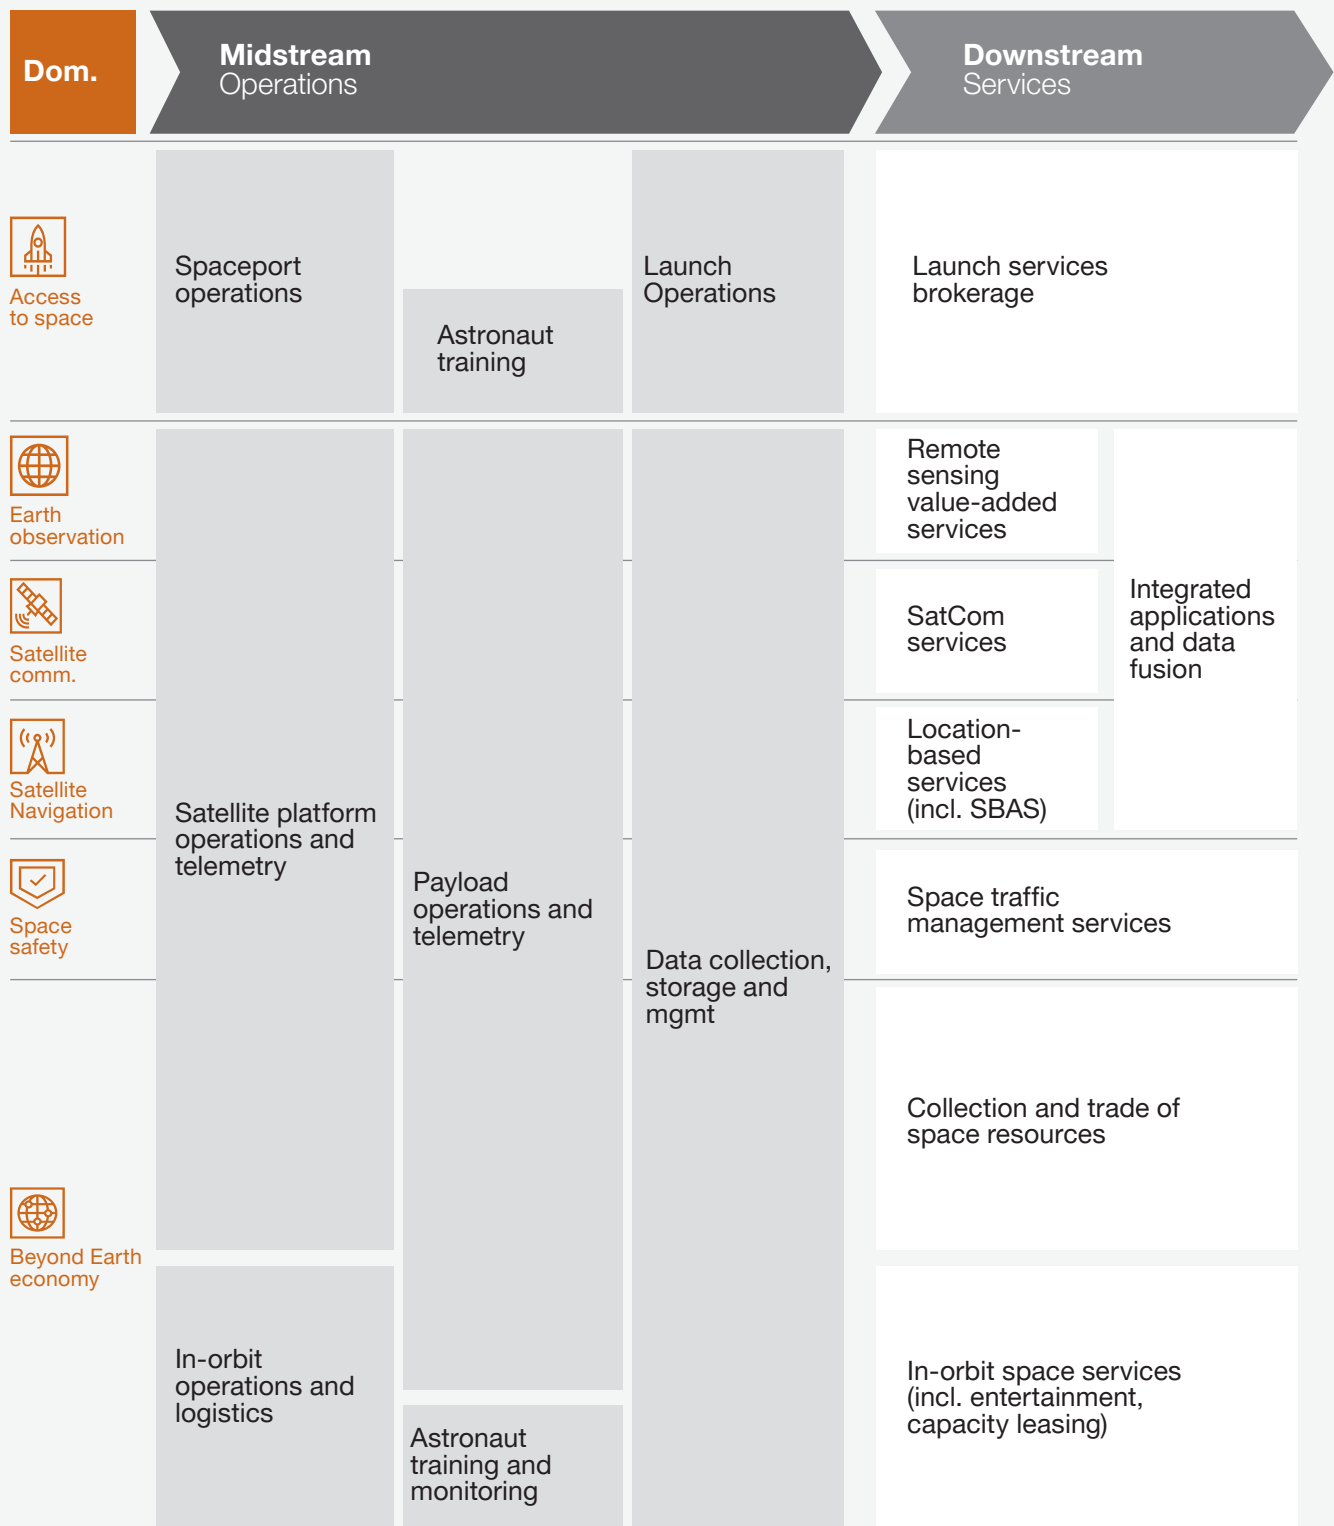 Dom.
Midstream
Operations
Downstream
Services
Access
to space
Spaceport
operations
Astronaut
training
Launch
Operations
Launch services
brokerage
Earth
observation
Satellite
comm.
Satellite
Navigation
Space
safety
Beyond Earth
economy
Satellite platform
operations and
telemetry
Payload
operations and
telemetry
Data collection,
storage and
mgmt
Remote
sensing
value-added
services
SatCom
services
Location-
based
services
(incl. SBAS)
Integrated
applications
and data
fusion
Space traffic
management services
Collection and trade of
space resources
In-orbit
operations and
logistics
Astronaut
training and
monitoring
In-orbit space services
(incl. entertainment,
capacity leasing)